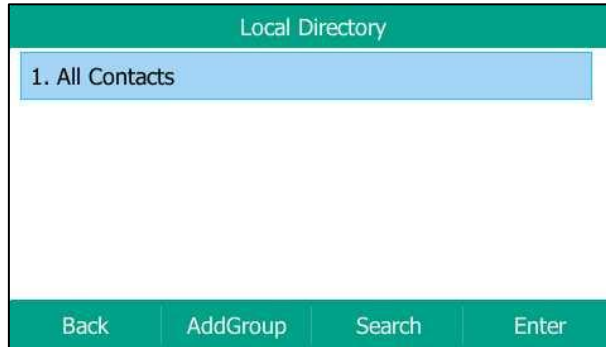 Local Directory
1. All Contacts
Back AddGroup Search Enter